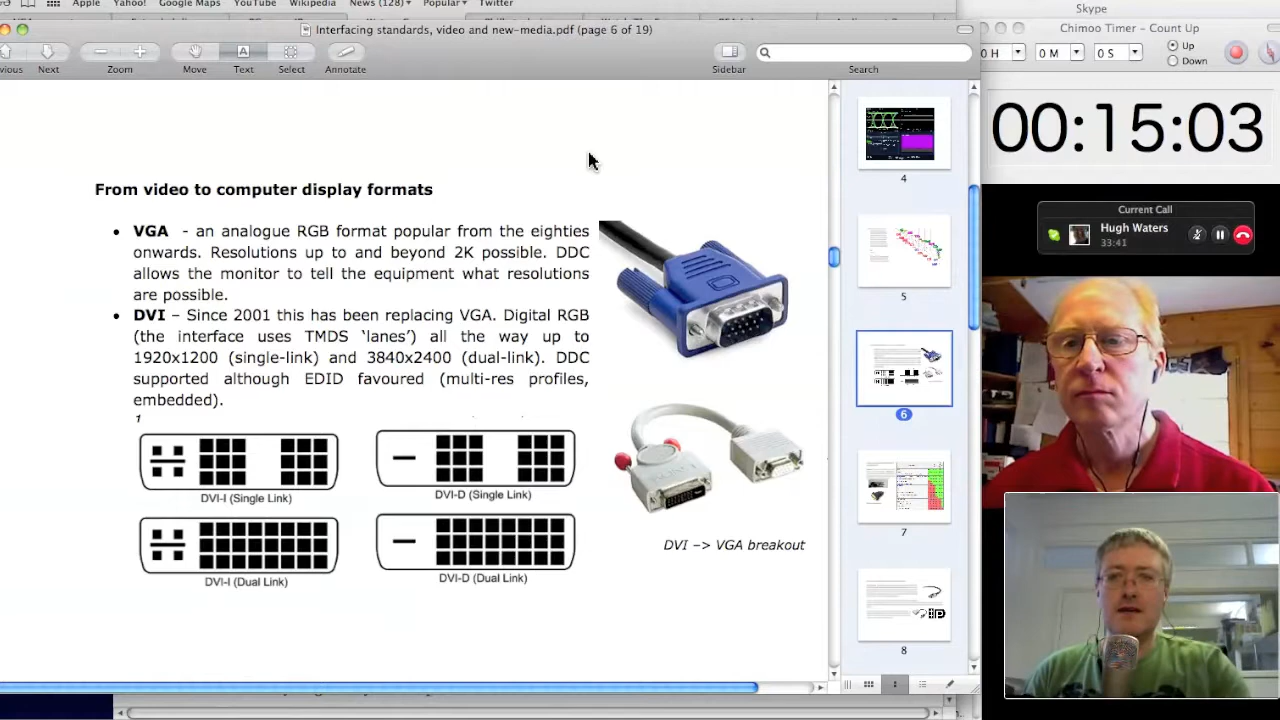 Apple Yahoo! Google Maps YouTube Wikipedia News (128) Popular Twitter
Skype
Interfacing standards, video and new-media.pdf (page 6 of 19)
Chimoo Timer – Count Up
vious Next Zoom Move Text Select Annotate Sidebar Search
0 H 0 M 0 S Up
Down
00:15:03
Current Call
Hugh Waters
33:41
From video to computer display formats
• VGA - an analogue RGB format popular from the eighties
onwards. Resolutions up to and beyond 2K possible. DDC
allows the monitor to tell the equipment what resolutions
are possible.
• DVI – Since 2001 this has been replacing VGA. Digital RGB
(the interface uses TMDS ‘lanes’) all the way up to
1920x1200 (single-link) and 3840x2400 (dual-link). DDC
supported although EDID favoured (multi-res profiles,
embedded).
1
DVI-I (Single Link)
DVI-D (Single Link)
DVI-I (Dual Link)
DVI-D (Dual Link)
DVI –> VGA breakout
4
5
6
7
8